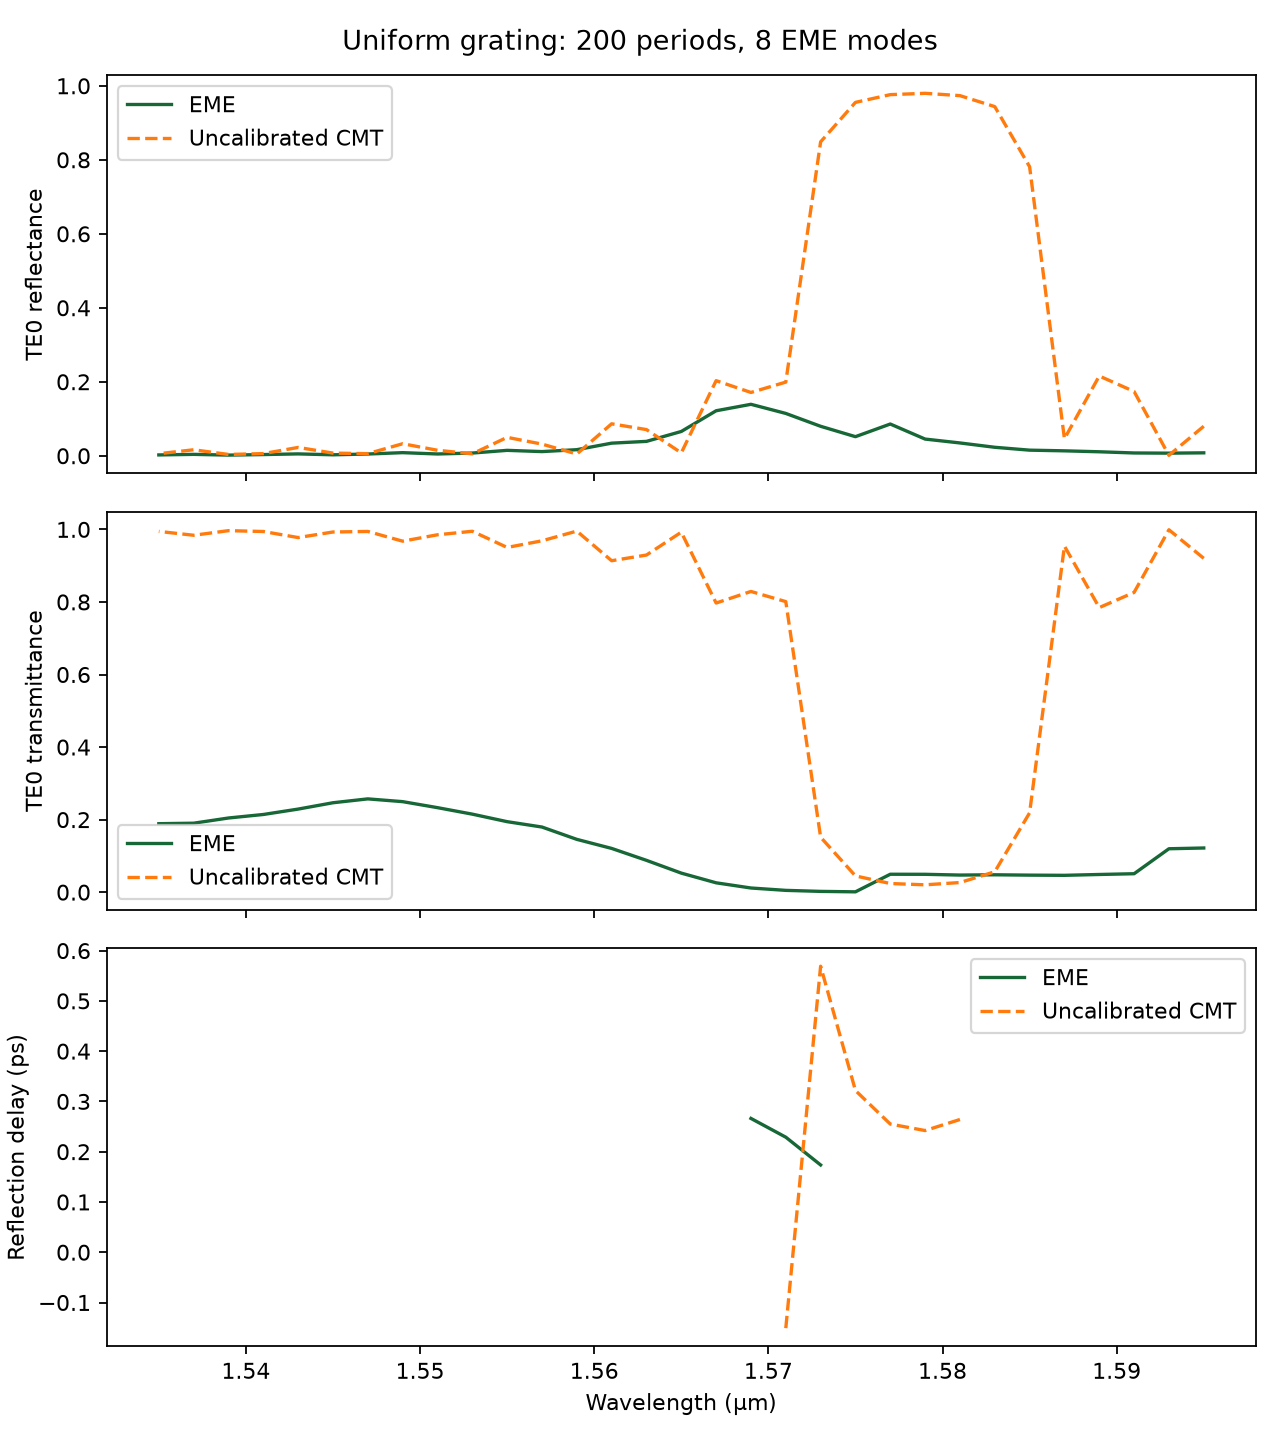 Uniform grating: 200 periods, 8 EME modes
TE0 reflectance
1.0
0.8
0.6
0.4
0.2
0.0
EME
Uncalibrated CMT
TE0 transmittance
1.0
0.8
0.6
0.4
0.2
0.0
EME
Uncalibrated CMT
Reflection delay (ps)
0.6
0.5
0.4
0.3
0.2
0.1
0.0
−0.1
EME
Uncalibrated CMT
1.54
1.55
1.56
1.57
1.58
1.59
Wavelength (μm)